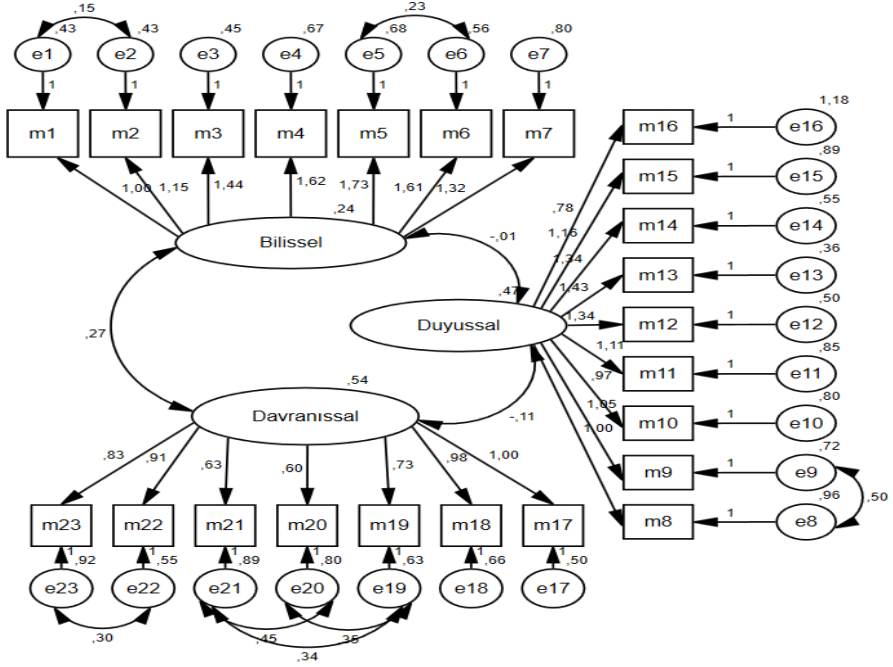 ,15 ,23
,43 ,43 ,45 ,67 ,68 ,56 ,80
e1 e2 e3 e4 e5 e6 e7
1 1 1 1 1 1 1
m1 m2 m3 m4 m5 m6 m7
1,00 1,15 1,44 1,62 1,73 1,61 1,32
,24
Bilissel
-,01
,47
Duyussal
,27
,54
Davranıssal
-,11
,83 ,91 ,63 ,60 ,73 ,98 1,00
m23 m22 m21 m20 m19 m18 m17
1 1 1 1 1 1 1
,92 ,55 ,89 ,80 ,63 ,66 ,50
e23 e22 e21 e20 e19 e18 e17
,30 ,45 ,35
,34
1,18
,78 m16 1 e16
,89
1,16 m15 1 e15
,55
1,34 m14 1 e14
,36
1,43 m13 1 e13
,50
1,34 m12 1 e12
,85
1,11 m11 1 e11
,80
,97 m10 1 e10
,72
1,05 m9 1 e9
,50
,96
1,00 m8 1 e8